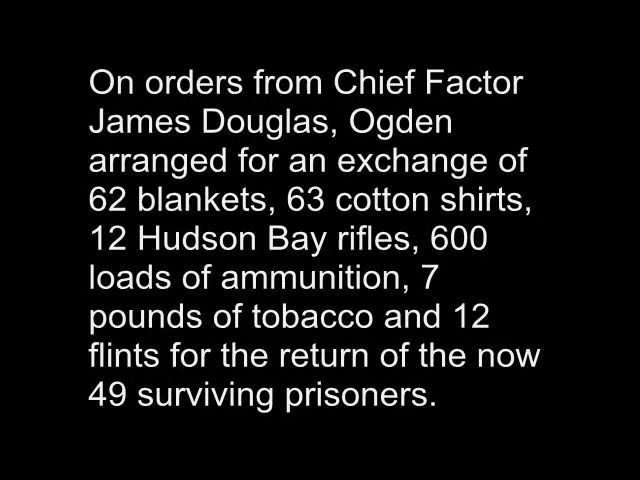 On orders from Chief Factor
James Douglas, Ogden
arranged for an exchange of
62 blankets, 63 cotton shirts,
12 Hudson Bay rifles, 600
loads of ammunition, 7
pounds of tobacco and 12
flints for the return of the now
49 surviving prisoners.